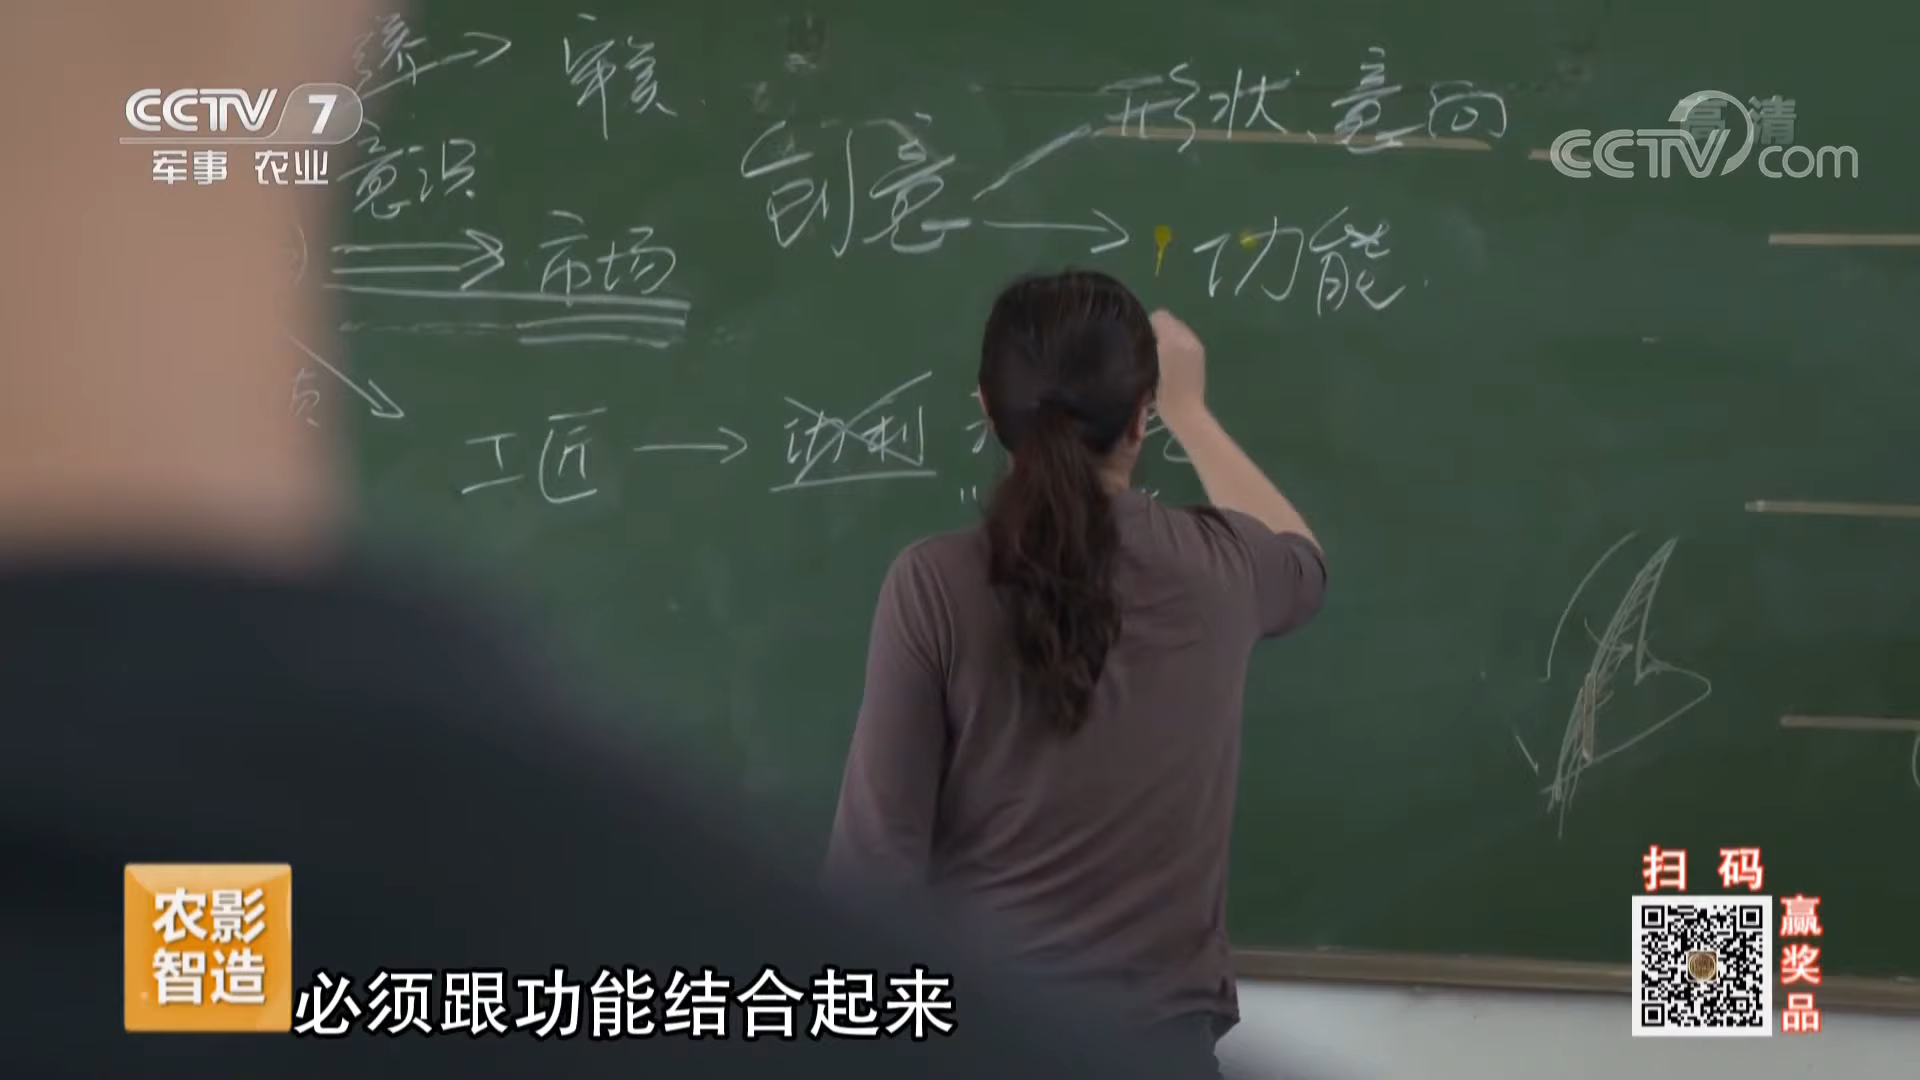 审美
CCTV 7
军事 农业
意识
创意
形状、意向
高清
CCTV.com
市场
功能
工匠
功利
农影
智造
必须跟功能结合起来
扫码
赢奖品